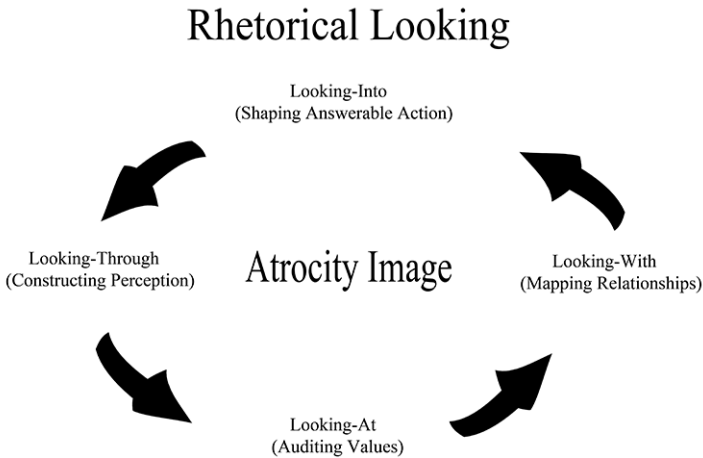 Rhetorical Looking
Looking-Into
(Shaping Answerable Action)
Looking-Through
(Constructing Perception)
Atrocity Image
Looking-With
(Mapping Relationships)
Looking-At
(Auditing Values)